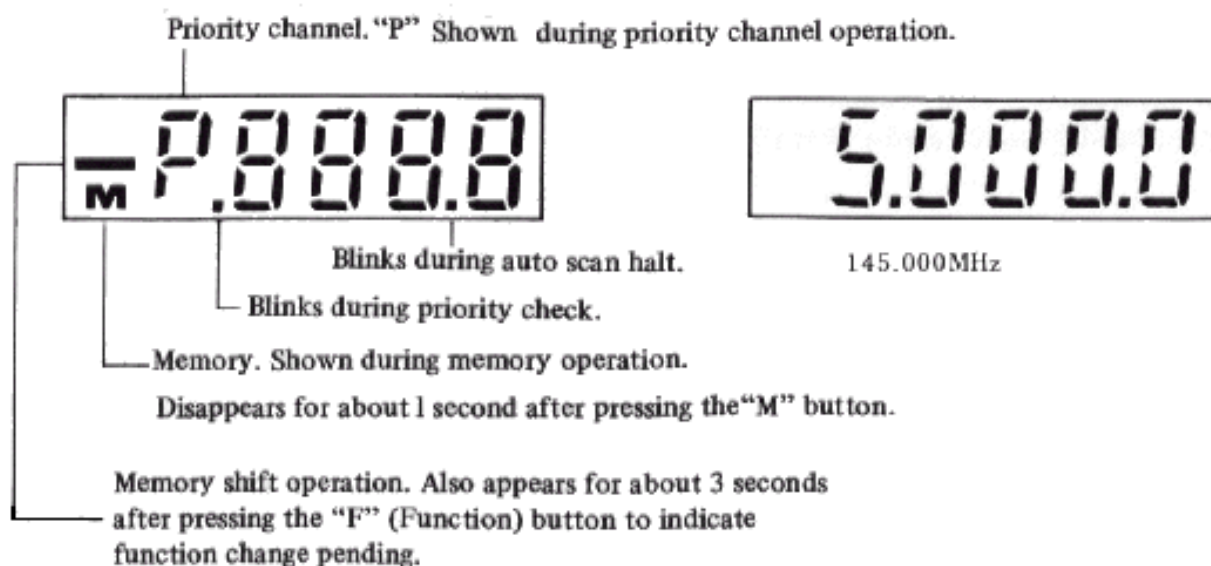 Priority channel. “P” Shown during priority channel operation.
M P.888.8
5.000.0
Blinks during auto scan halt.
145.000MHz
Blinks during priority check.
Memory. Shown during memory operation.
Disappears for about 1 second after pressing the “M” button.
Memory shift operation. Also appears for about 3 seconds
after pressing the “F” (Function) button to indicate
function change pending.